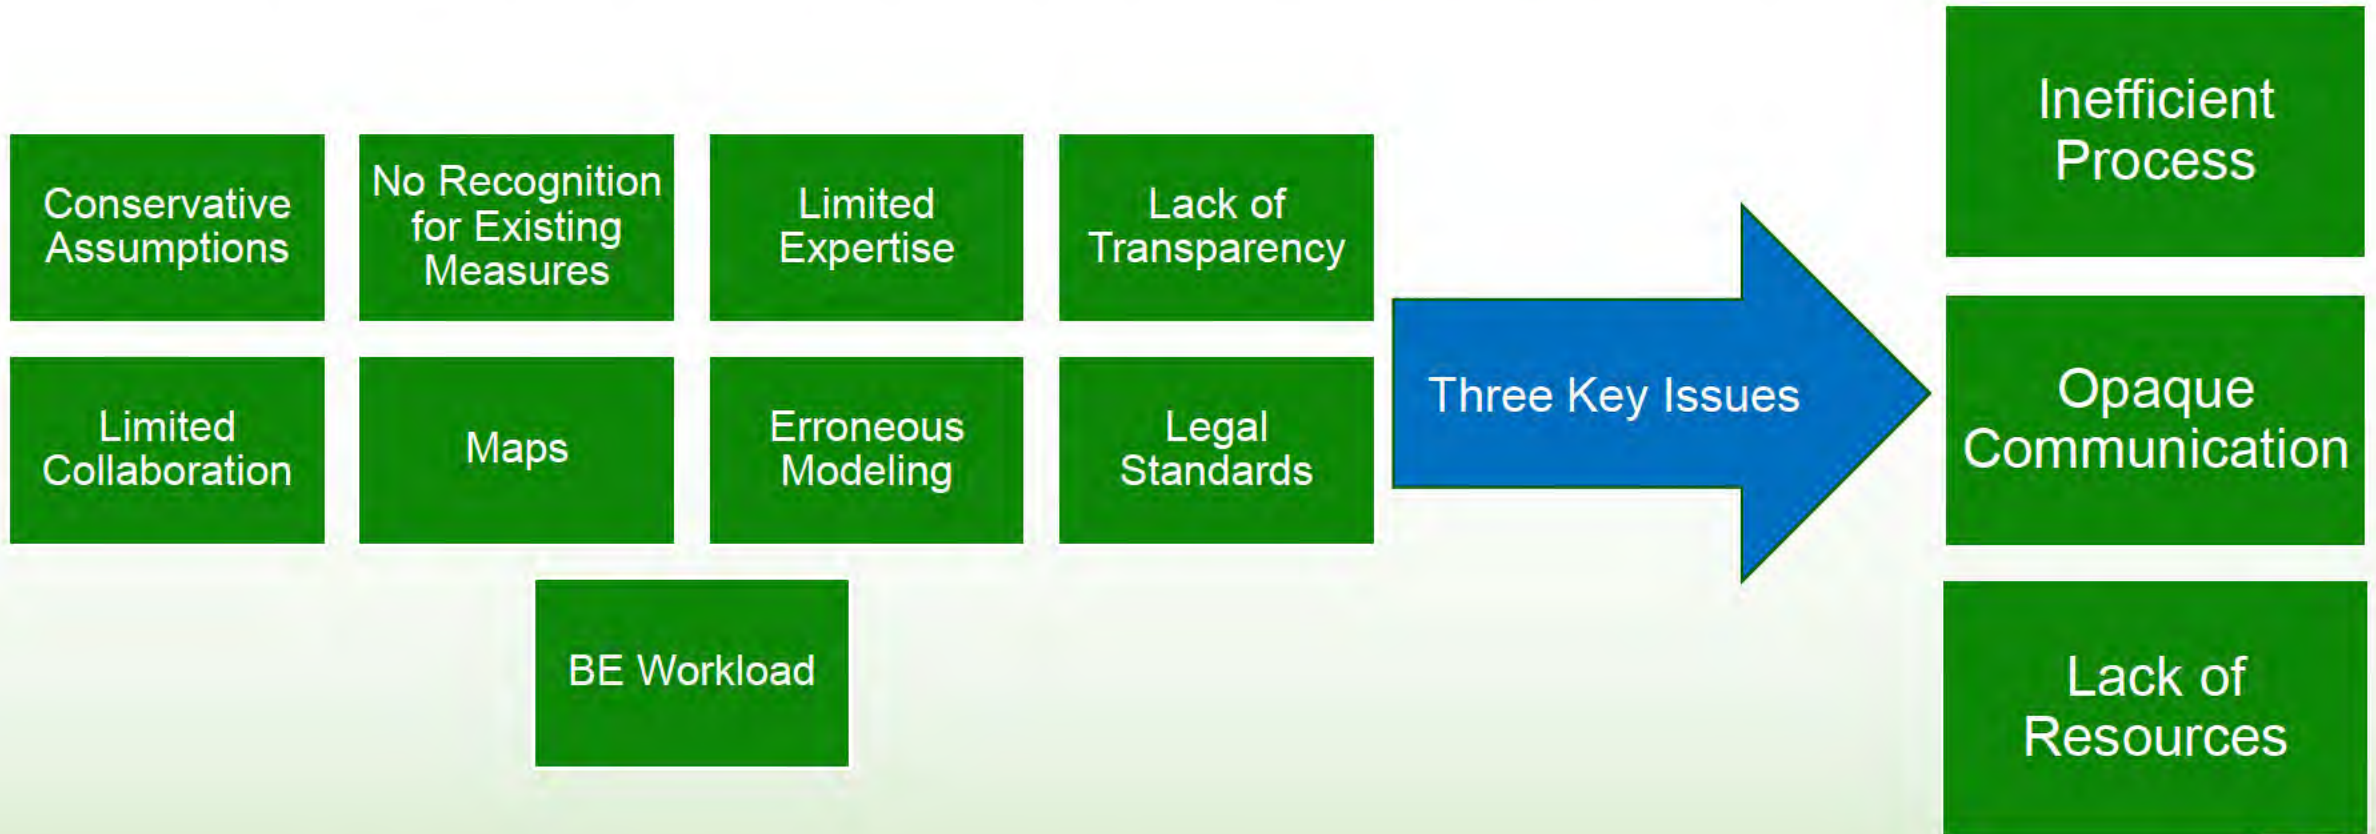 Conservative
Assumptions
No Recognition
for Existing
Measures
Limited
Expertise
Lack of
Transparency
Limited
Collaboration
Maps
Erroneous
Modeling
Legal
Standards
BE Workload
Three Key Issues
Inefficient
Process
Opaque
Communication
Lack of
Resources